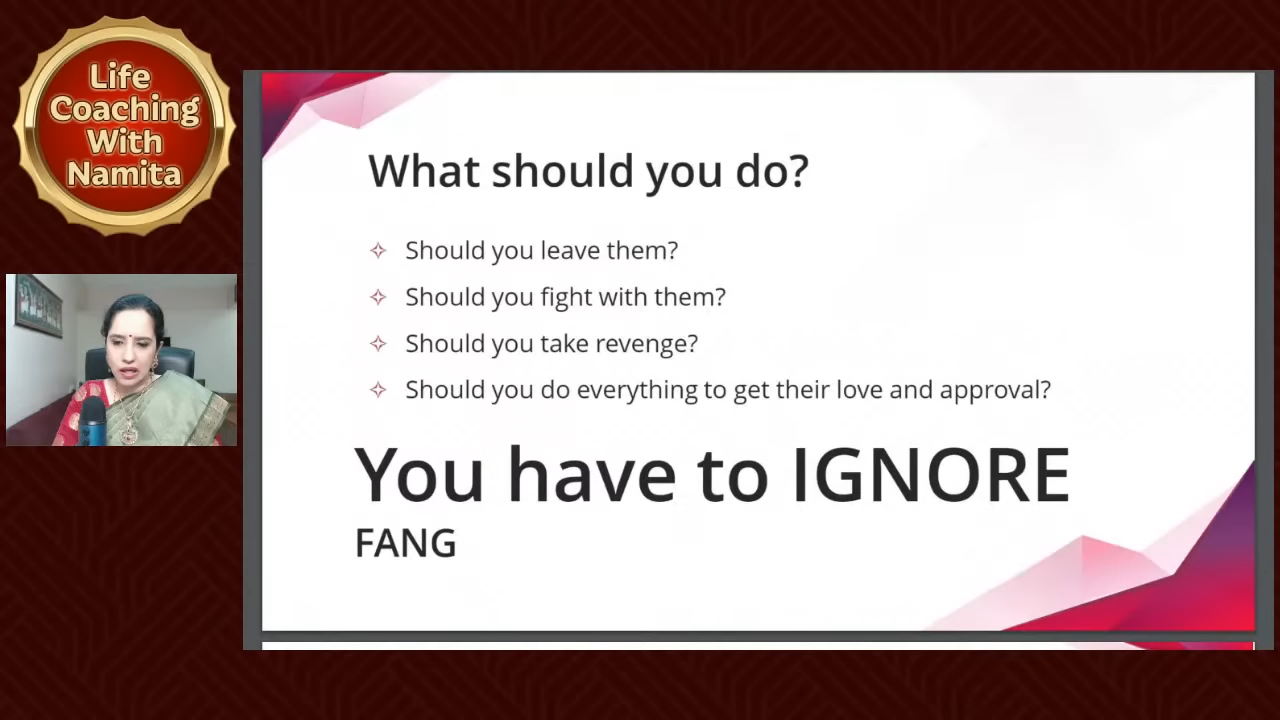 Life
Coaching
With
Namita
What should you do?
Should you leave them?
Should you fight with them?
Should you take revenge?
Should you do everything to get their love and approval?
You have to IGNORE
FANG